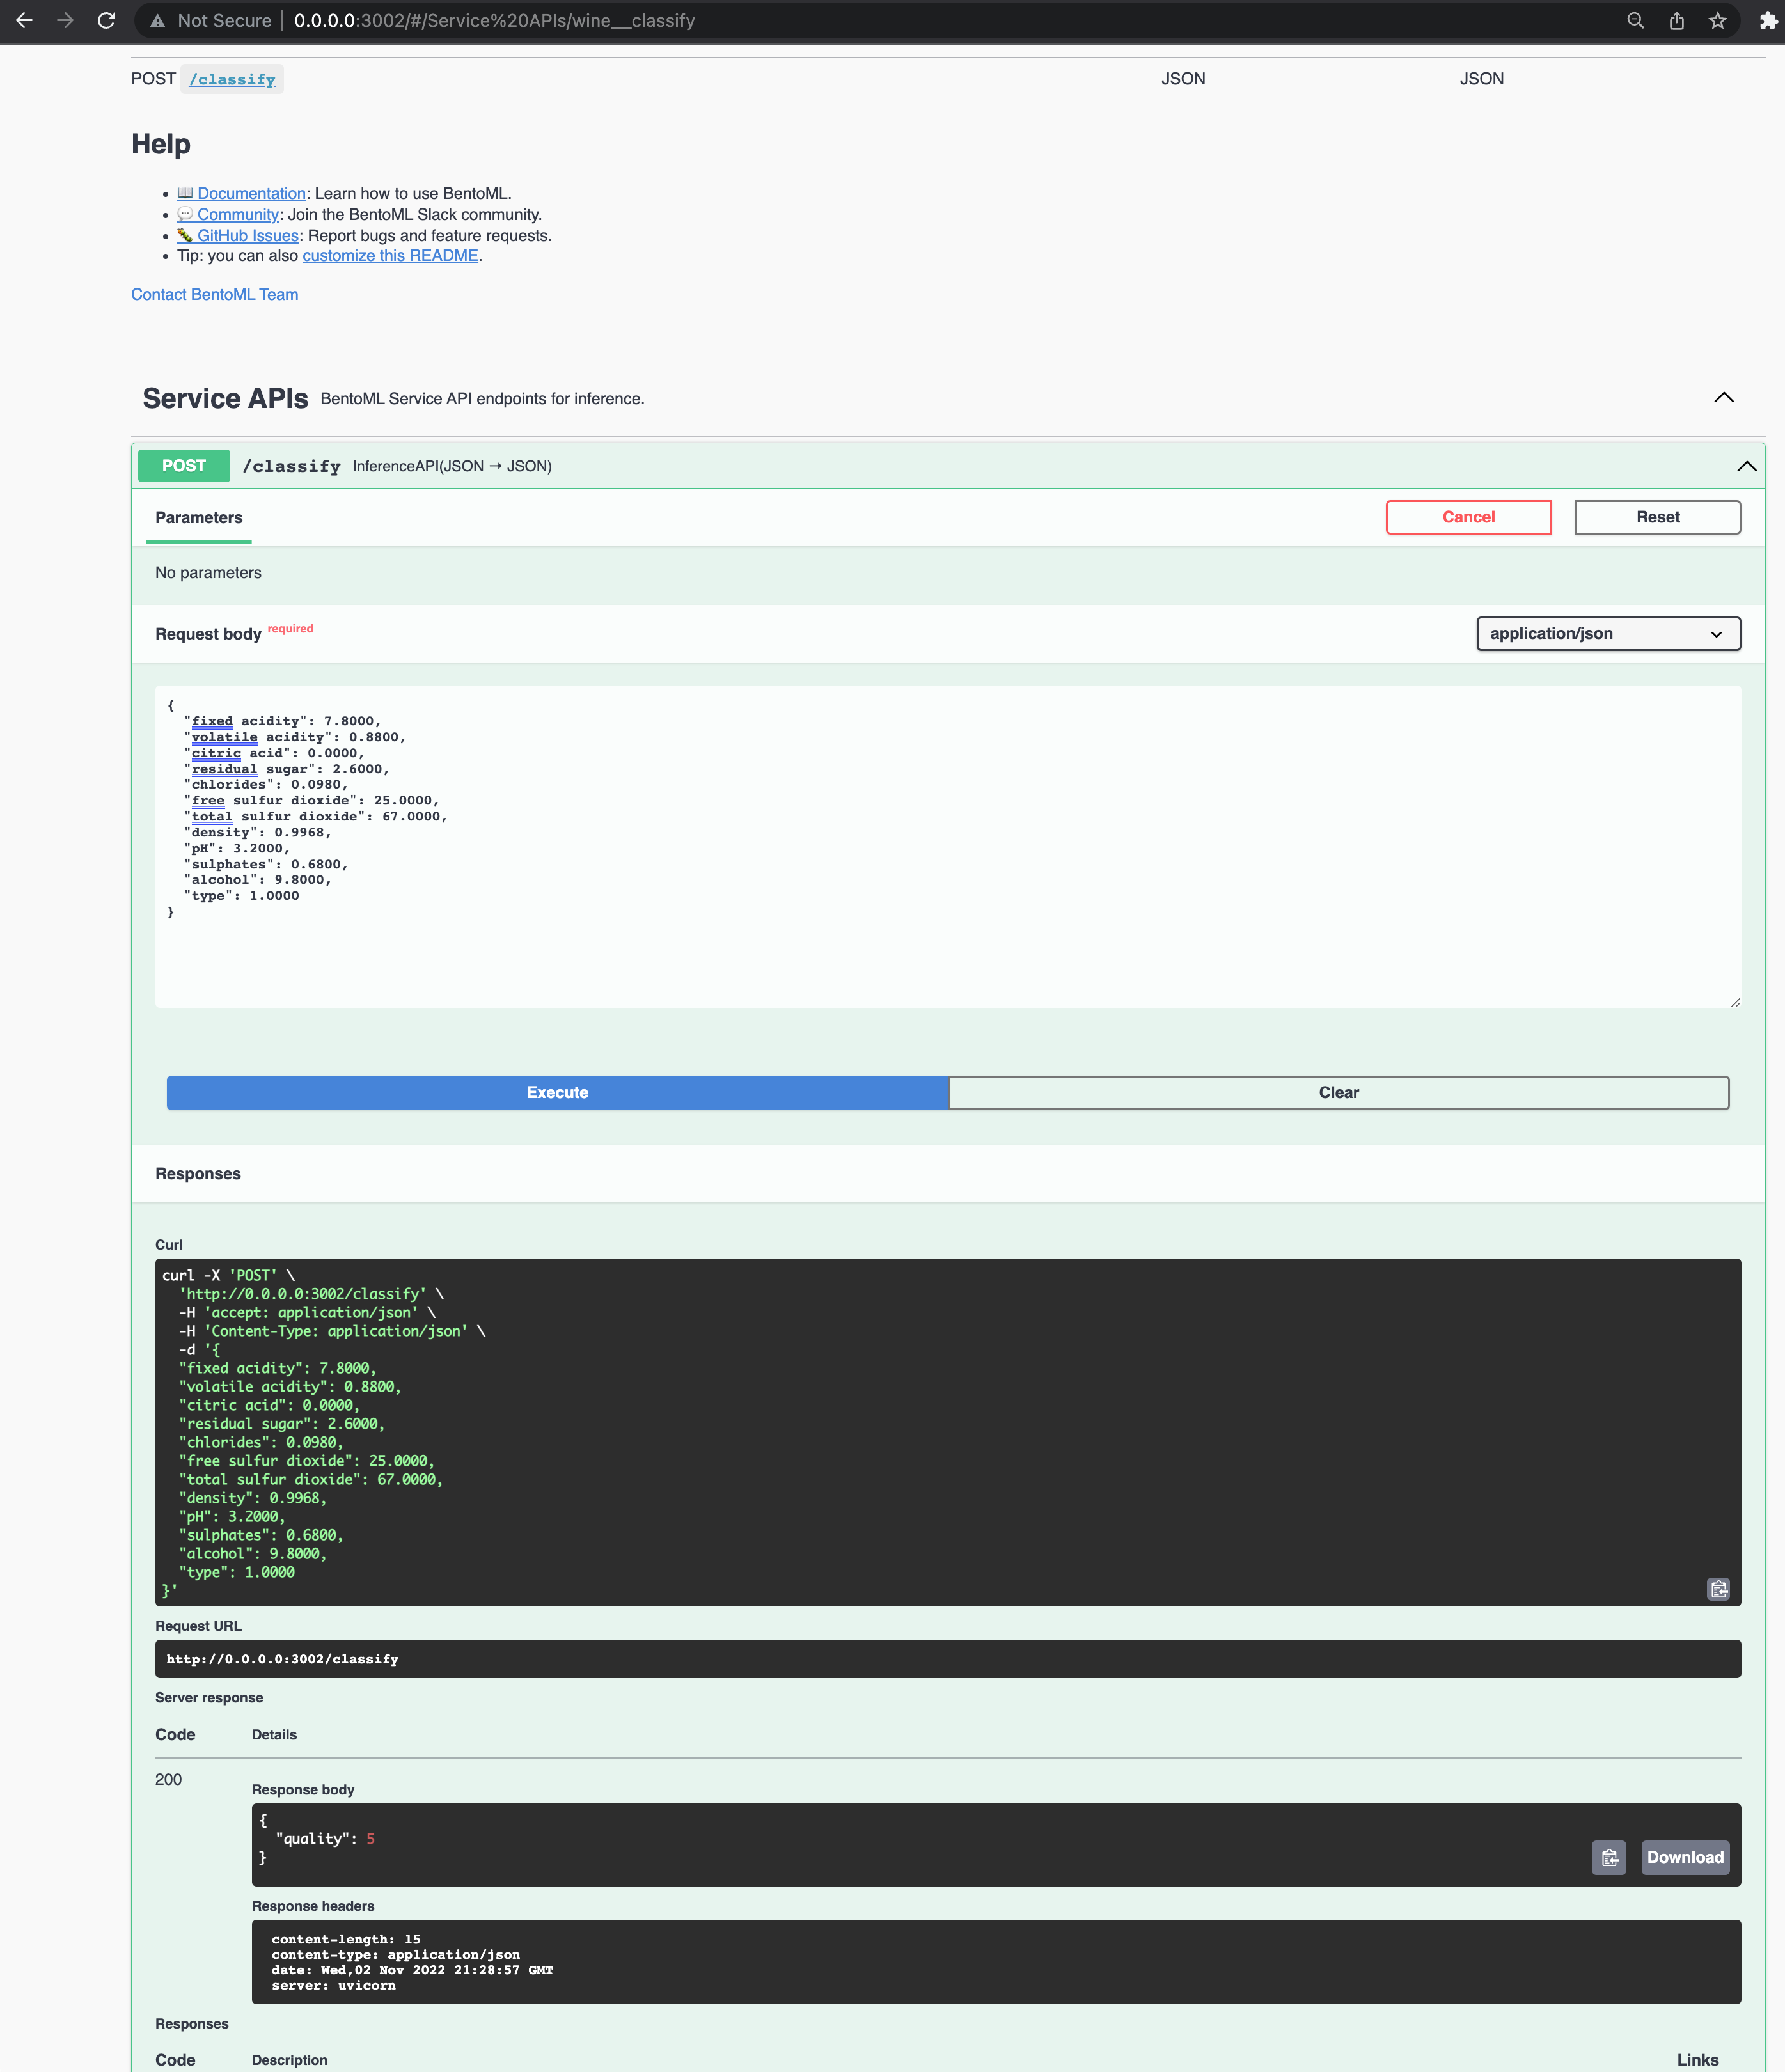 Not Secure | 0.0.0.0:3002/#/Service%20APIs/wine__classify
POST /classify JSON JSON
Help
Documentation: Learn how to use BentoML.
Community: Join the BentoML Slack community.
GitHub Issues: Report bugs and feature requests.
Tip: you can also customize this README.
Contact BentoML Team
Service APIs BentoML Service API endpoints for inference.
POST /classify InferenceAPI(JSON → JSON)
Parameters Cancel Reset
No parameters
Request body required application/json
{
"fixed acidity": 7.8000,
"volatile acidity": 0.8800,
"citric acid": 0.0000,
"residual sugar": 2.6000,
"chlorides": 0.0980,
"free sulfur dioxide": 25.0000,
"total sulfur dioxide": 67.0000,
"density": 0.9968,
"pH": 3.2000,
"sulphates": 0.6800,
"alcohol": 9.8000,
"type": 1.0000
}
Execute Clear
Responses
Curl
curl -X 'POST' \
'http://0.0.0.0:3002/classify' \
-H 'accept: application/json' \
-H 'Content-Type: application/json' \
-d '{
"fixed acidity": 7.8000,
"volatile acidity": 0.8800,
"citric acid": 0.0000,
"residual sugar": 2.6000,
"chlorides": 0.0980,
"free sulfur dioxide": 25.0000,
"total sulfur dioxide": 67.0000,
"density": 0.9968,
"pH": 3.2000,
"sulphates": 0.6800,
"alcohol": 9.8000,
"type": 1.0000
}'
Request URL
http://0.0.0.0:3002/classify
Server response
Code Details
200
Response body
{
"quality": 5
}
Download
Response headers
content-length: 15
content-type: application/json
date: Wed,02 Nov 2022 21:28:57 GMT
server: uvicorn
Responses
Code Description Links